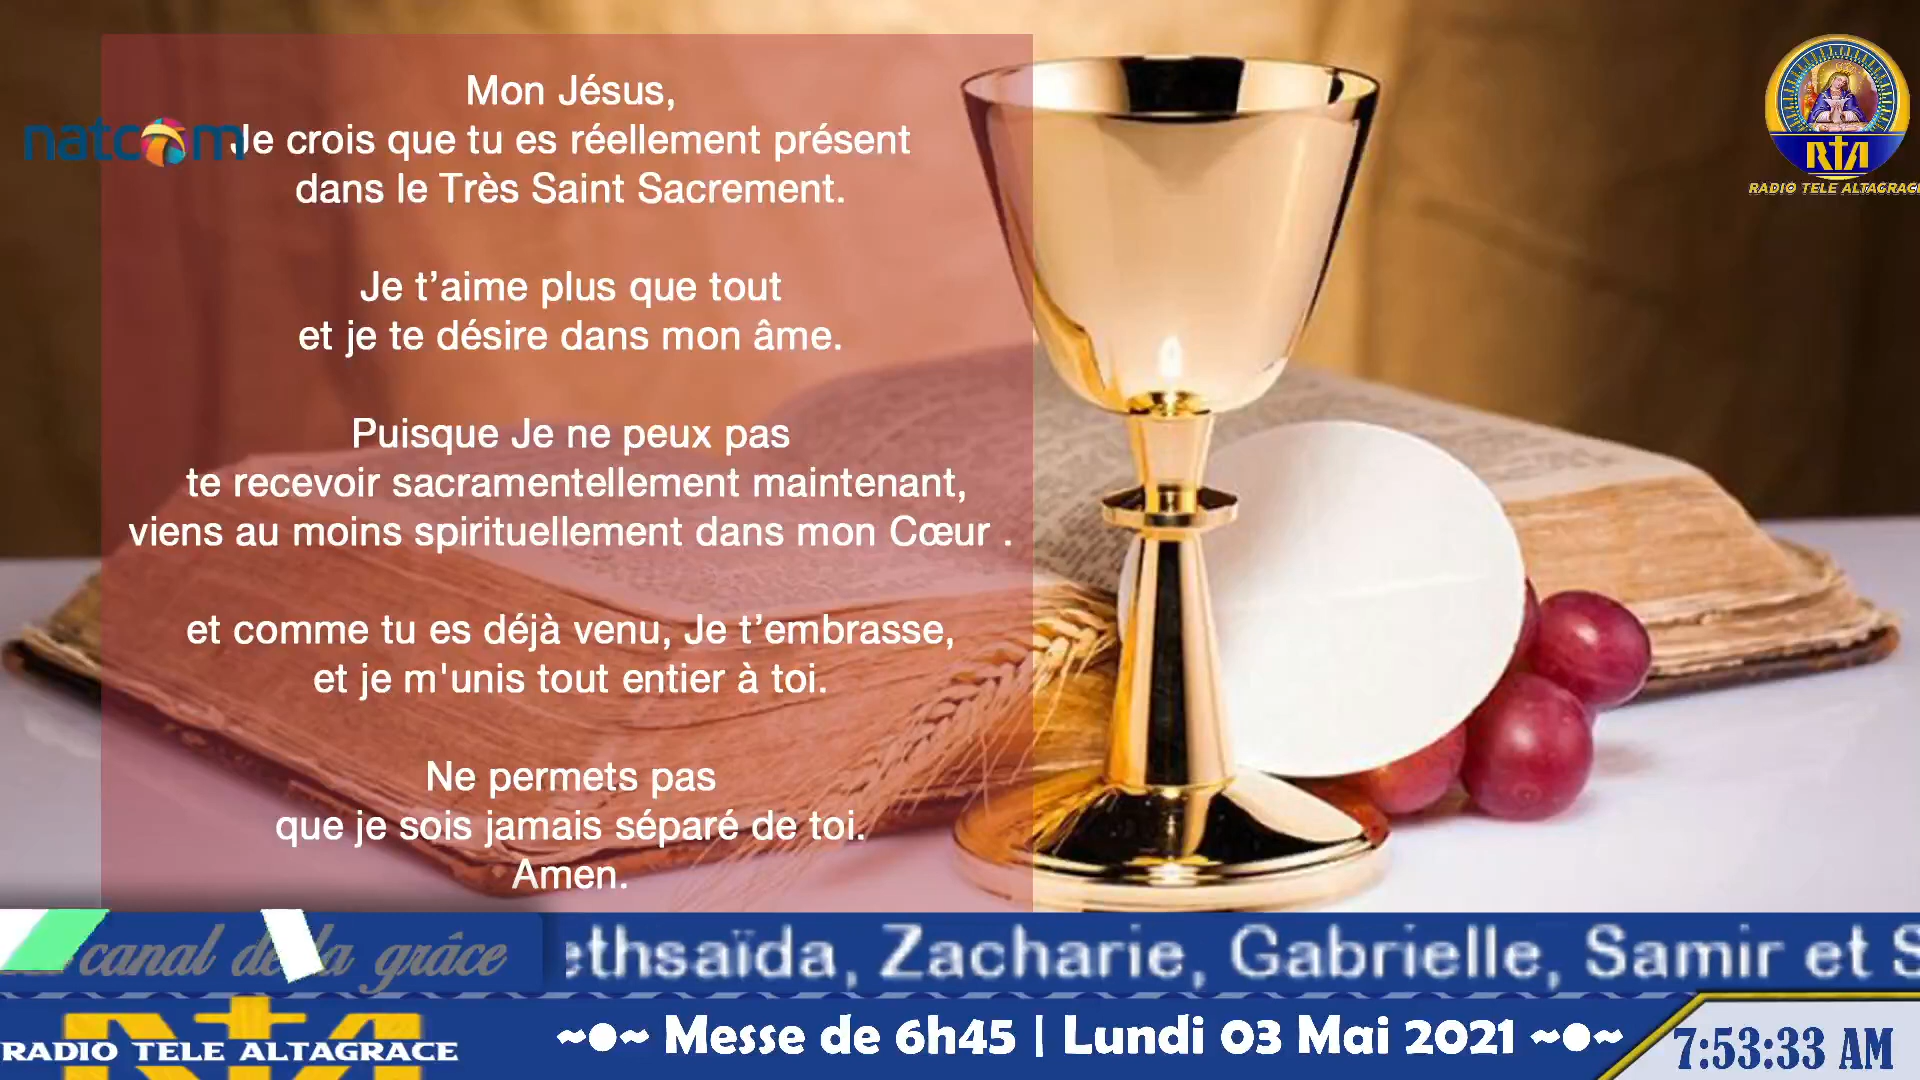 Mon Jésus,
natcom
Je crois que tu es réellement présent
dans le Très Saint Sacrement.
Je t’aime plus que tout
et je te désire dans mon âme.
Puisque Je ne peux pas
te recevoir sacramentellement maintenant,
viens au moins spirituellement dans mon Cœur .
et comme tu es déjà venu, Je t’embrasse,
et je m'unis tout entier à toi.
Ne permets pas
que je sois jamais séparé de toi.
Amen.
RTA
RADIO TELE ALTAGRACE
canal de la grâce
ethsaïda, Zacharie, Gabrielle, Samir et S
RTA
RADIO TELE ALTAGRACE
~●~ Messe de 6h45 | Lundi 03 Mai 2021 ~●~
7:53:33 AM